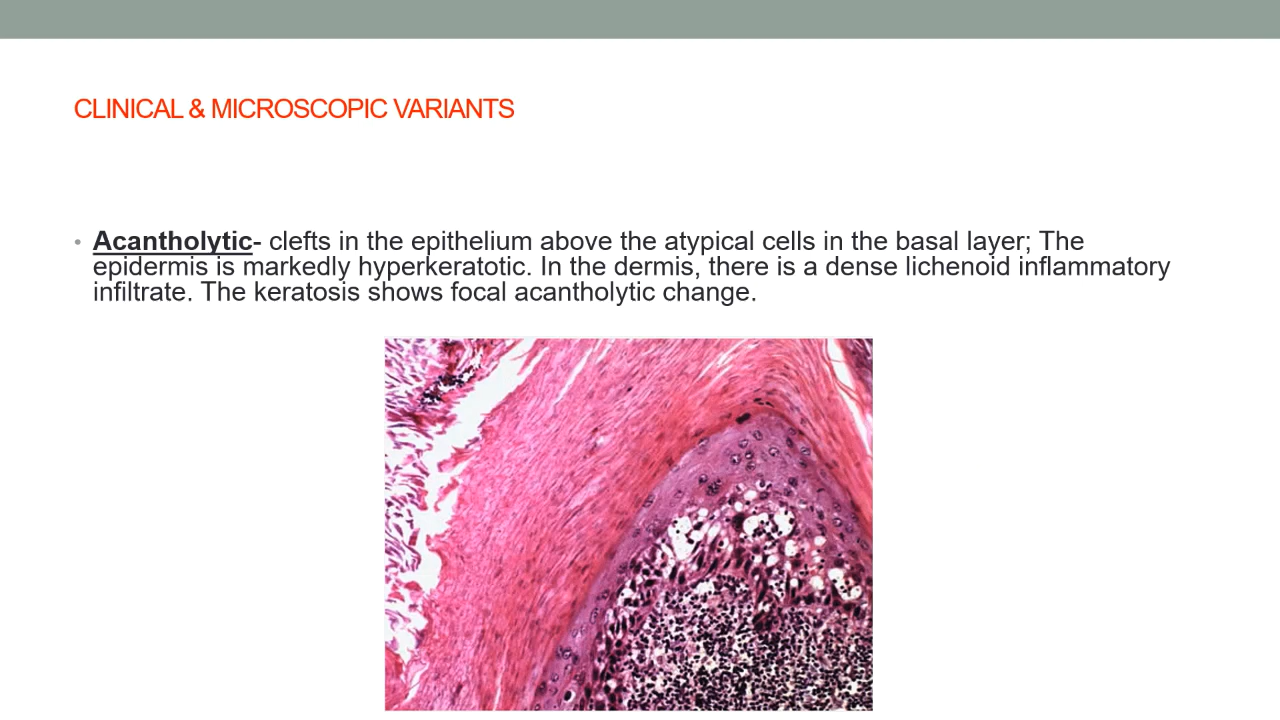 CLINICAL & MICROSCOPIC VARIANTS
• Acantholytic- clefts in the epithelium above the atypical cells in the basal layer; The
epidermis is markedly hyperkeratotic. In the dermis, there is a dense lichenoid inflammatory
infiltrate. The keratosis shows focal acantholytic change.